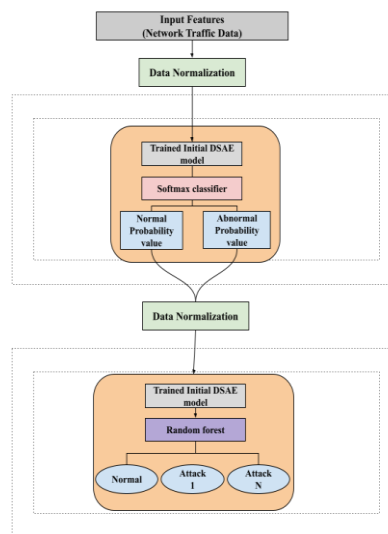 Input Features
(Network Traffic Data)
Data Normalization
Trained Initial DSAE
model
Softmax classifier
Normal
Probability
value
Abnormal
Probability
value
Data Normalization
Trained Initial DSAE
model
Random forest
Normal
Attack
1
Attack
N